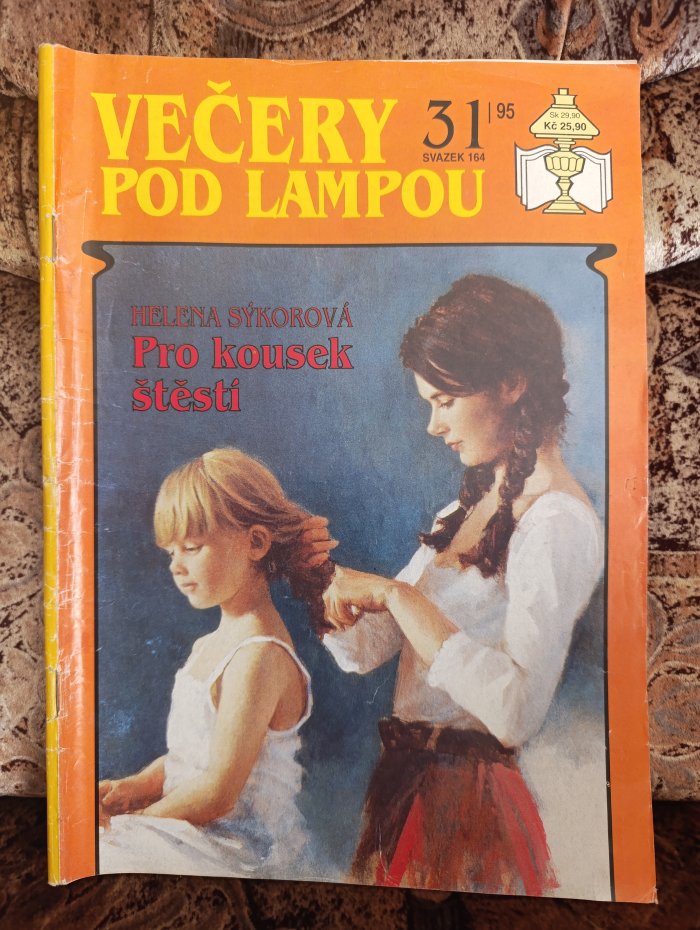 VEČERY
POD LAMPOU
31 | 95
SVAZEK 164
Sk 29,90
Kč 25,90
HELENA SÝKOROVÁ
Pro kousek
štěstí